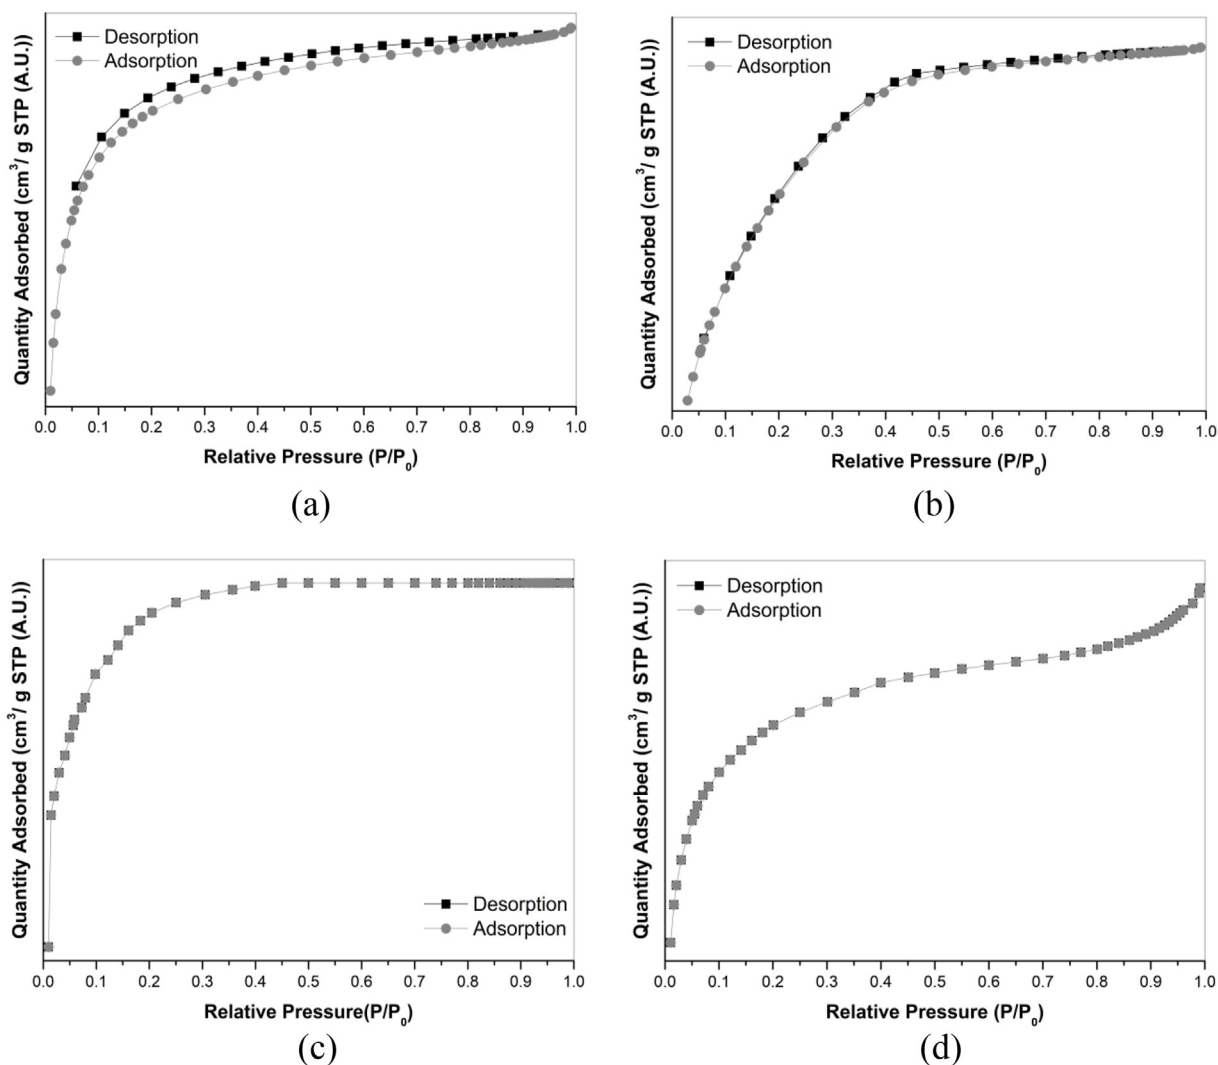 Desorption
Adsorption
Quantity Adsorbed (cm³/ g STP (A.U.))
0.0 0.1 0.2 0.3 0.4 0.5 0.6 0.7 0.8 0.9 1.0
Relative Pressure (P/P₀)
(a)
Desorption
Adsorption
Quantity Adsorbed (cm³/ g STP (A.U.))
0.0 0.1 0.2 0.3 0.4 0.5 0.6 0.7 0.8 0.9 1.0
Relative Pressure (P/P₀)
(b)
Quantity Adsorbed (cm³/ g STP (A.U.))
Desorption
Adsorption
0.0 0.1 0.2 0.3 0.4 0.5 0.6 0.7 0.8 0.9 1.0
Relative Pressure(P/P₀)
(c)
Desorption
Adsorption
Quantity Adsorbed (cm³/ g STP (A.U.))
0.0 0.1 0.2 0.3 0.4 0.5 0.6 0.7 0.8 0.9 1.0
Relative Pressure (P/P₀)
(d)